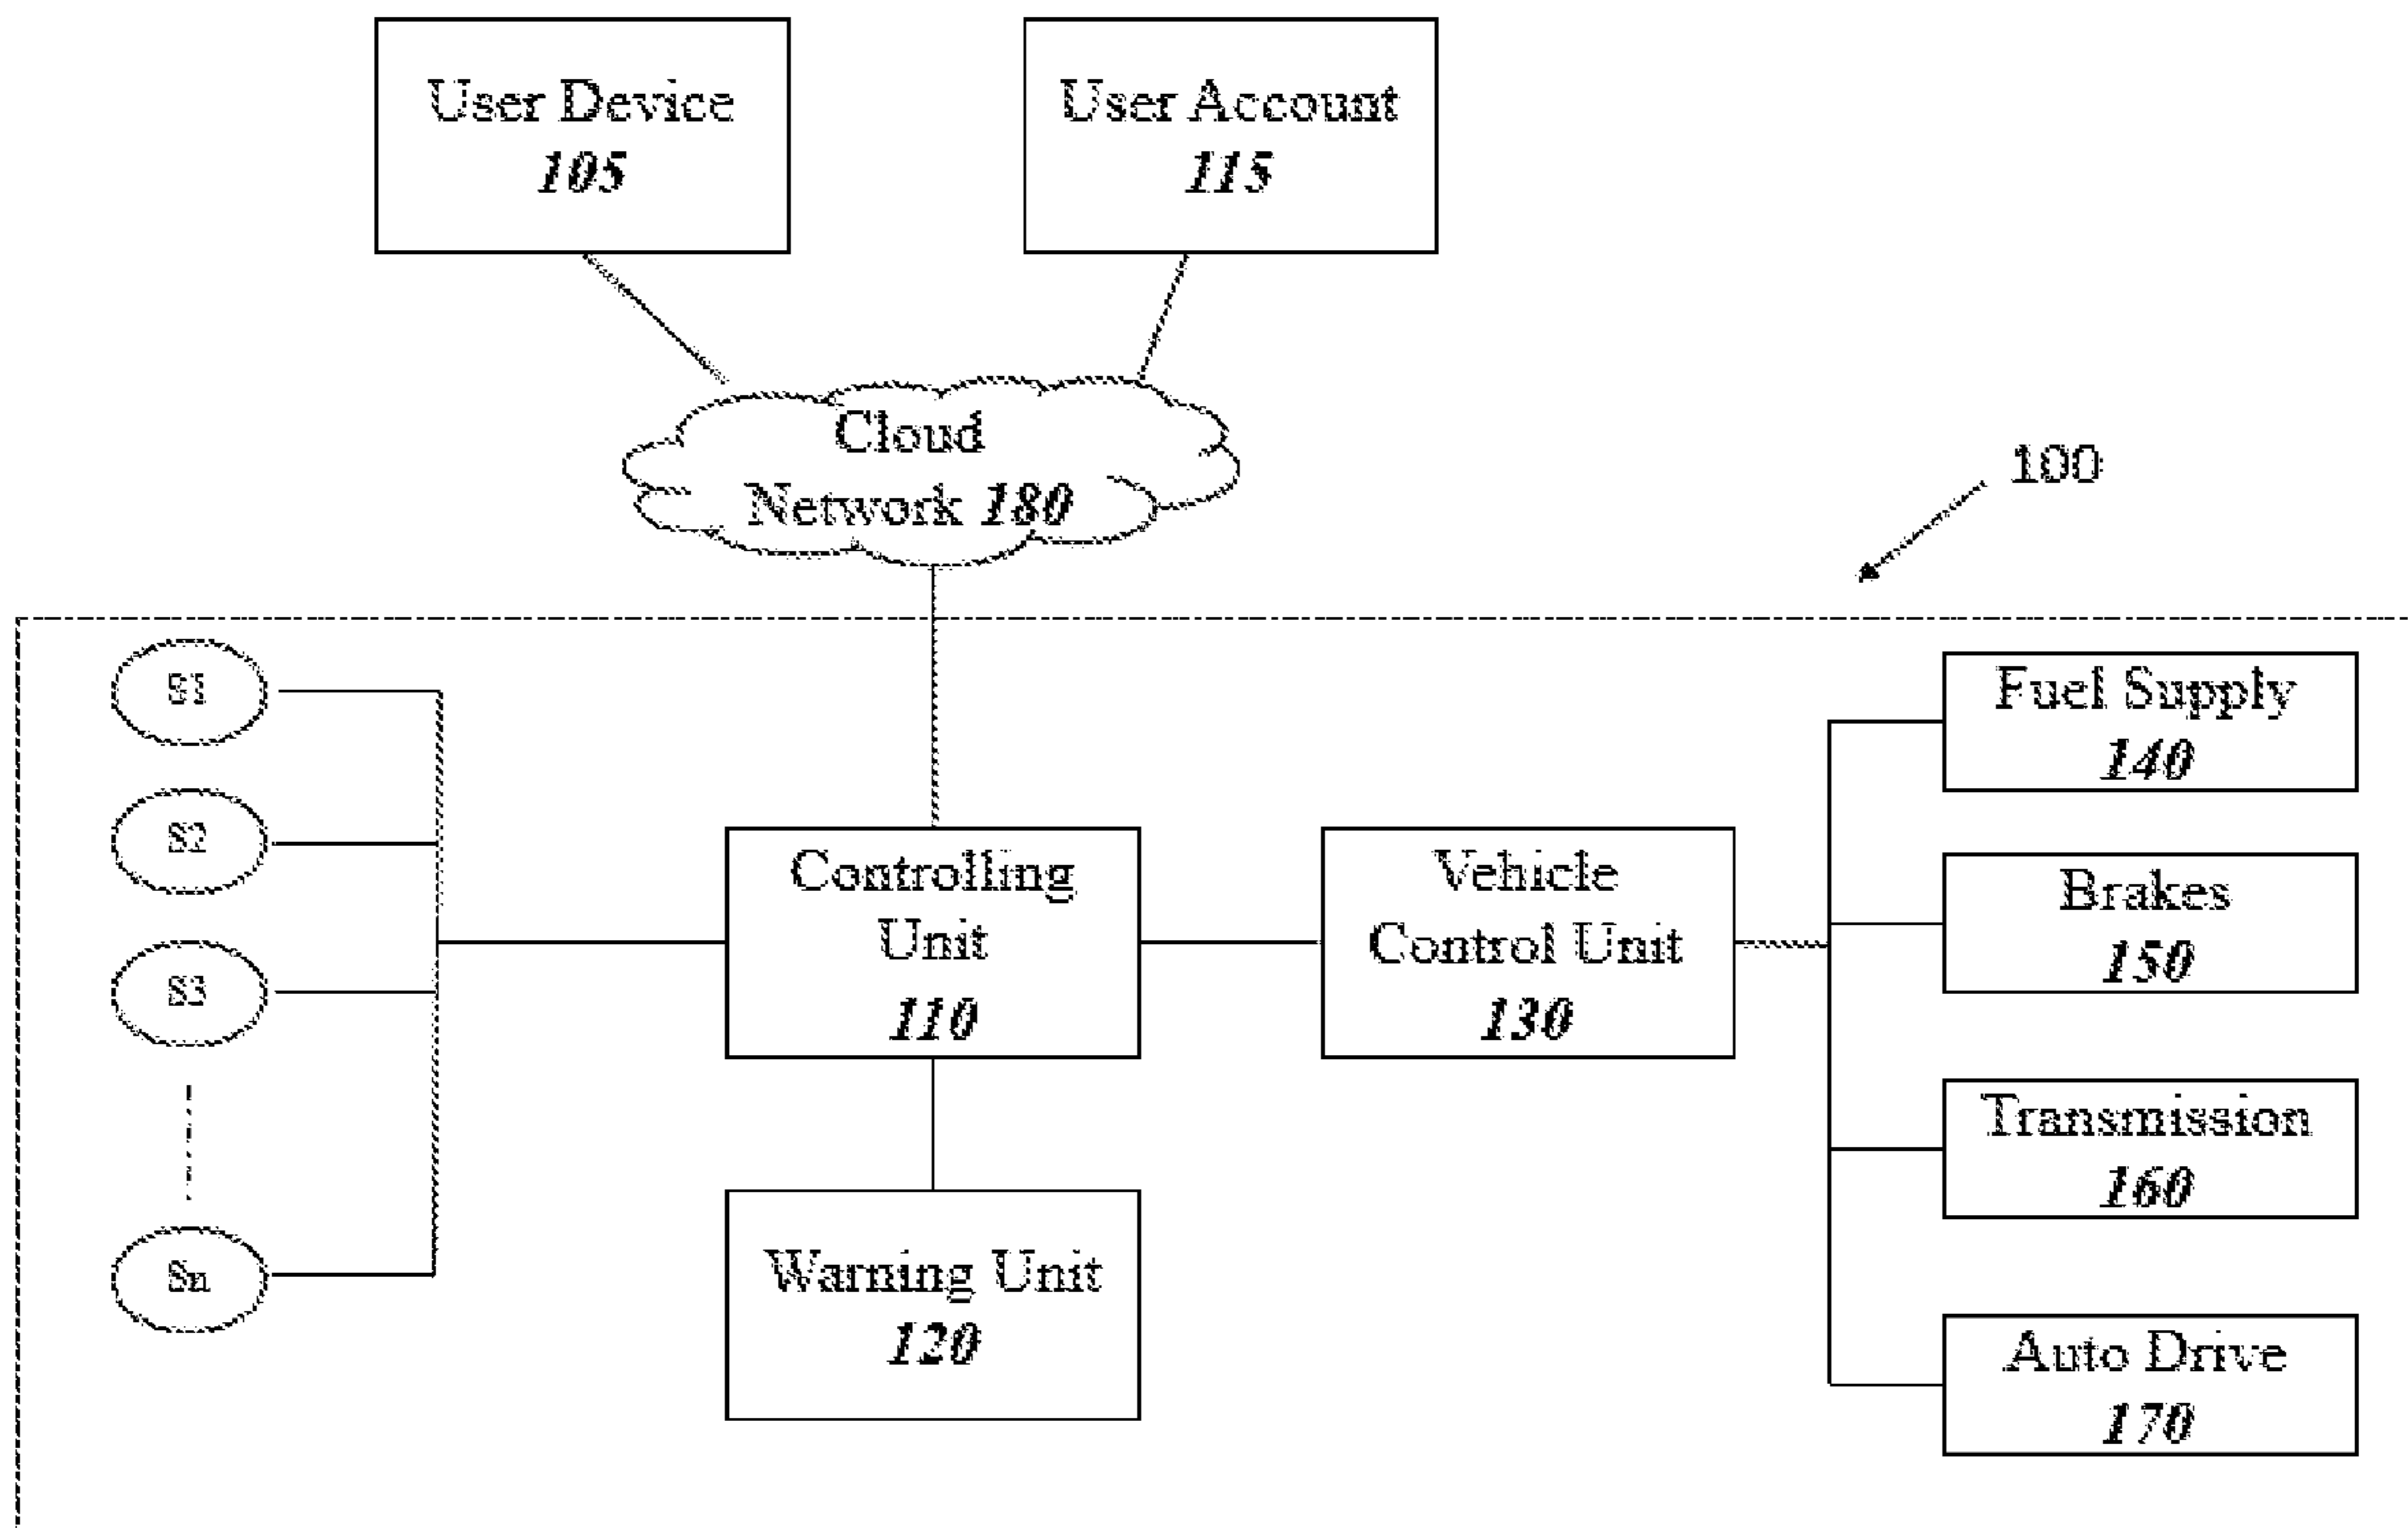 User Device
105
User Account
115
Cloud
Network 180
100
S1
S2
S3
Sn
Controlling
Unit
110
Warning Unit
120
Vehicle
Control Unit
130
Fuel Supply
140
Brakes
150
Transmission
160
Auto Drive
170